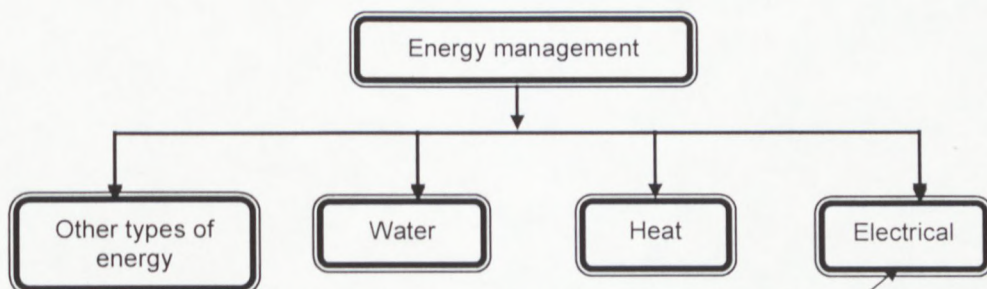 Energy management
Other types of
energy
Water
Heat
Electrical